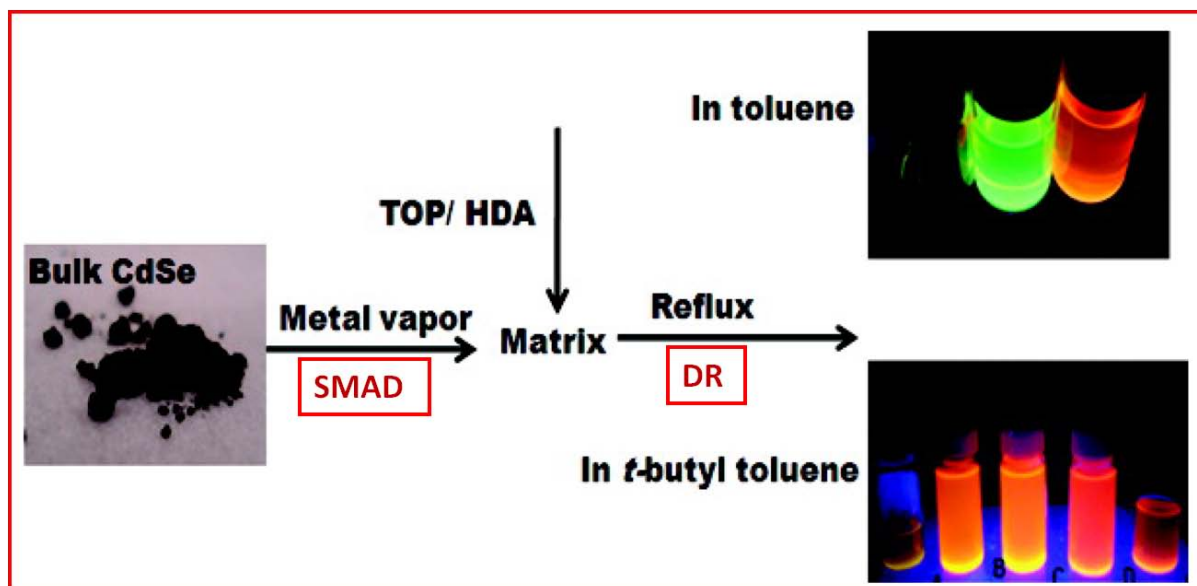 In toluene
TOP/ HDA
Bulk CdSe
Metal vapor
SMAD
Matrix
Reflux
DR
In t-butyl toluene
A B C D